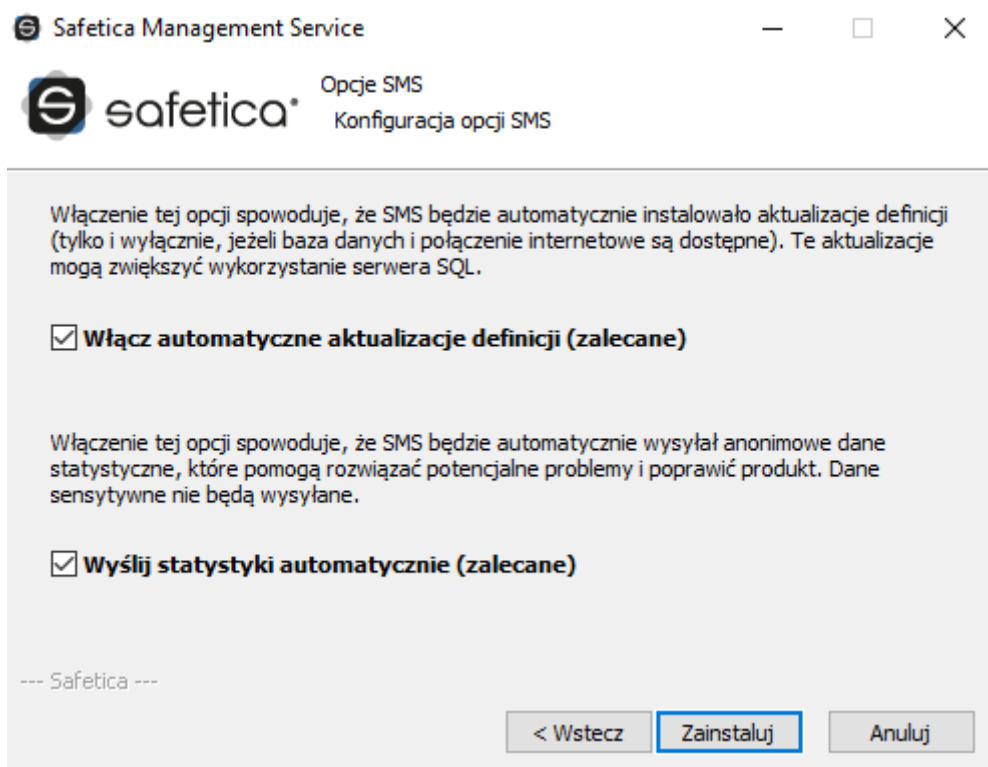 Safetica Management Service
safetica
Opcje SMS
Konfiguracja opcji SMS
Włączenie tej opcji spowoduje, że SMS będzie automatycznie instalowało aktualizacje definicji
(tylko i wyłącznie, jeżeli baza danych i połączenie internetowe są dostępne). Te aktualizacje
mogą zwiększyć wykorzystanie serwera SQL.
Włącz automatyczne aktualizacje definicji (zalecane)
Włączenie tej opcji spowoduje, że SMS będzie automatycznie wysyłał anonimowe dane
statystyczne, które pomogą rozwiązać potencjalne problemy i poprawić produkt. Dane
sensytywne nie będą wysyłane.
Wyślij statystyki automatycznie (zalecane)
--- Safetica ---
< Wstecz
Zainstaluj
Anuluj